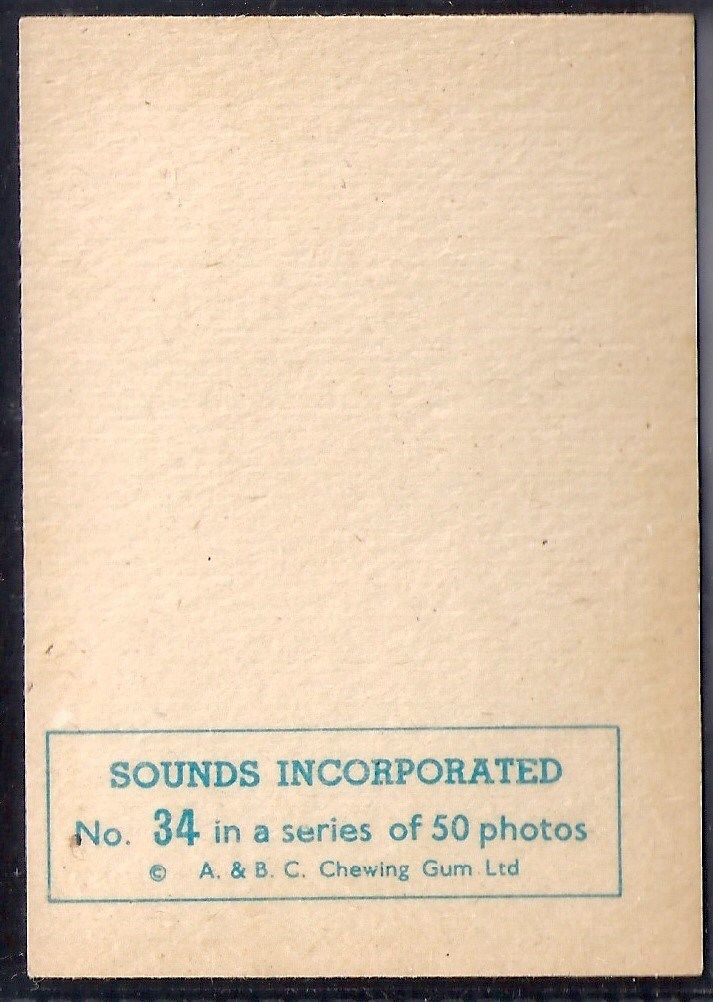 SOUNDS INCORPORATED
No. 34 in a series of 50 photos
© A. & B. C. Chewing Gum Ltd